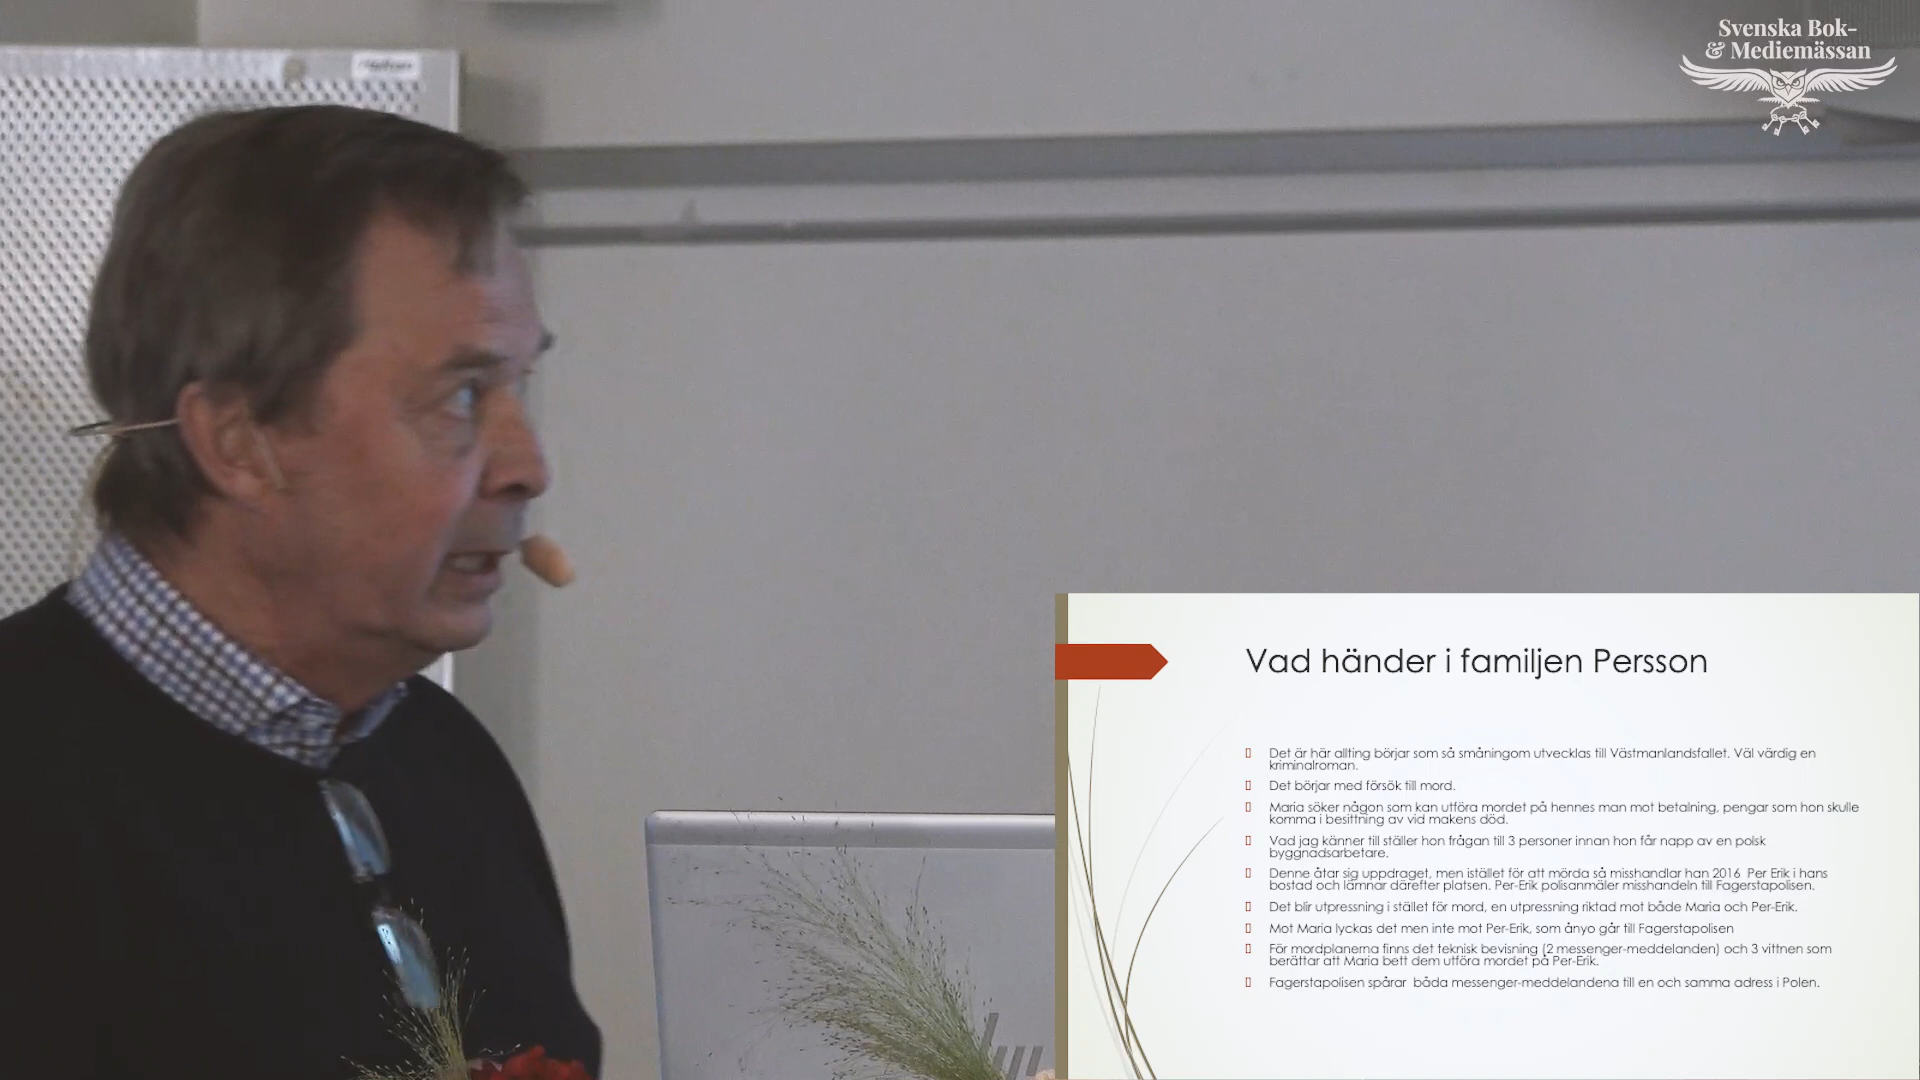 Svenska Bok-
& Mediemässan
Vad händer i familjen Persson
Det är här allting börjar som så småningom utvecklas till Västmanlandsfallet. Väl värdig en
kriminalroman.
Det börjar med försök till mord.
Maria söker någon som kan utföra mordet på hennes man mot betalning, pengar som hon skulle
komma i besittning av vid makens död.
Vad jag känner till ställer hon frågan till 3 personer innan hon får napp av en polsk
byggnadsarbetare.
Denne åtar sig uppdraget, men istället för att mörda så misshandlar han 2016 Per Erik i hans
bostad och lämnar därefter platsen. Per-Erik polisanmäler misshandeln till Fagerstapolisen.
Det blir utpressning i stället för mord, en utpressning riktad mot både Maria och Per-Erik.
Mot Maria lyckas det men inte mot Per-Erik, som ånyo går till Fagerstapolisen
För mordplanerna finns det teknisk bevisning (2 messenger-meddelanden) och 3 vittnen som
berättar att Maria bett dem utföra mordet på Per-Erik.
Fagerstapolisen spårar båda messenger-meddelandena till en och samma adress i Polen.
hp